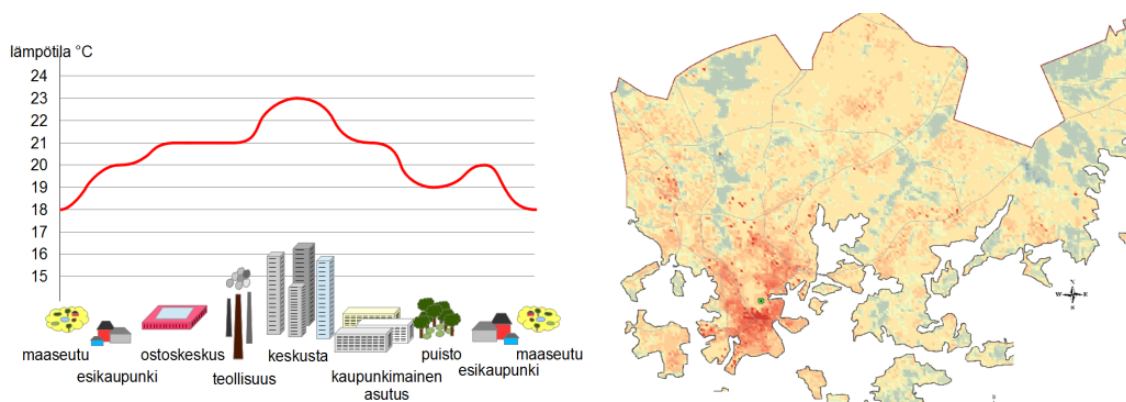 lämpötila °C
24
23
22
21
20
19
18
17
16
15
maaseutu
esikaupunki
ostoskeskus
teollisuus
keskusta
kaupunkimainen
asutus
puisto
esikaupunki
maaseutu
N
W
E
S